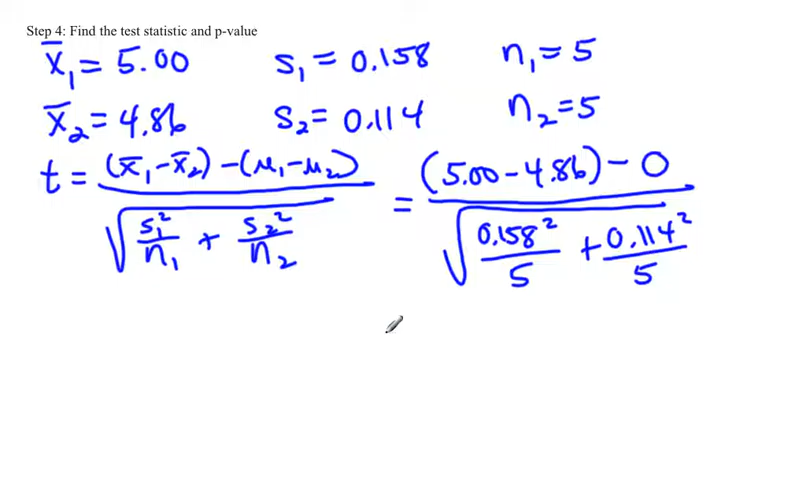 Step 4: Find the test statistic and p-value
x̄₁ = 5.00 s₁ = 0.158 n₁ = 5
x̄₂ = 4.86 s₂ = 0.114 n₂ = 5
t = ((x̄₁ - x̄₂) - (μ₁ - μ₂)) / √(s₁²/n₁ + s₂²/n₂) = ((5.00 - 4.86) - 0) / √(0.158²/5 + 0.114²/5)